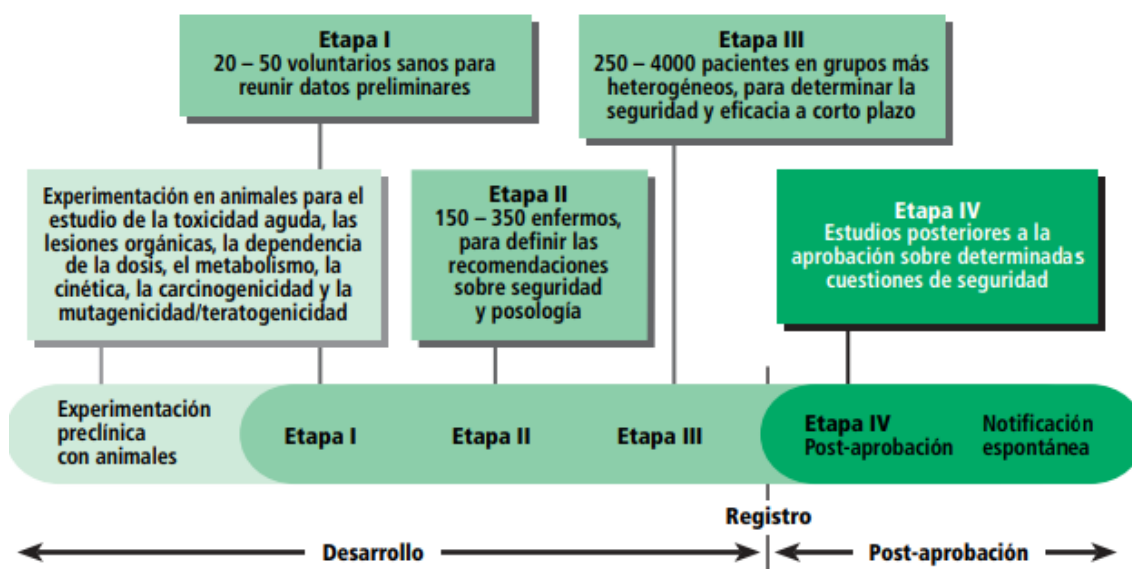 Etapa I
20 – 50 voluntarios sanos para
reunir datos preliminares
Etapa III
250 – 4000 pacientes en grupos más
heterogéneos, para determinar la
seguridad y eficacia a corto plazo
Experimentación en animales para el
estudio de la toxicidad aguda, las
lesiones orgánicas, la dependencia
de la dosis, el metabolismo, la
cinética, la carcinogenicidad y la
mutagenicidad/teratogenicidad
Etapa II
150 – 350 enfermos,
para definir las
recomendaciones
sobre seguridad
y posología
Etapa IV
Estudios posteriores a la
aprobación sobre determinadas
cuestiones de seguridad
Experimentación
preclínica
con animales
Etapa I
Etapa II
Etapa III
Etapa IV
Post-aprobación
Notificación
espontánea
Registro
Desarrollo
Post-aprobación